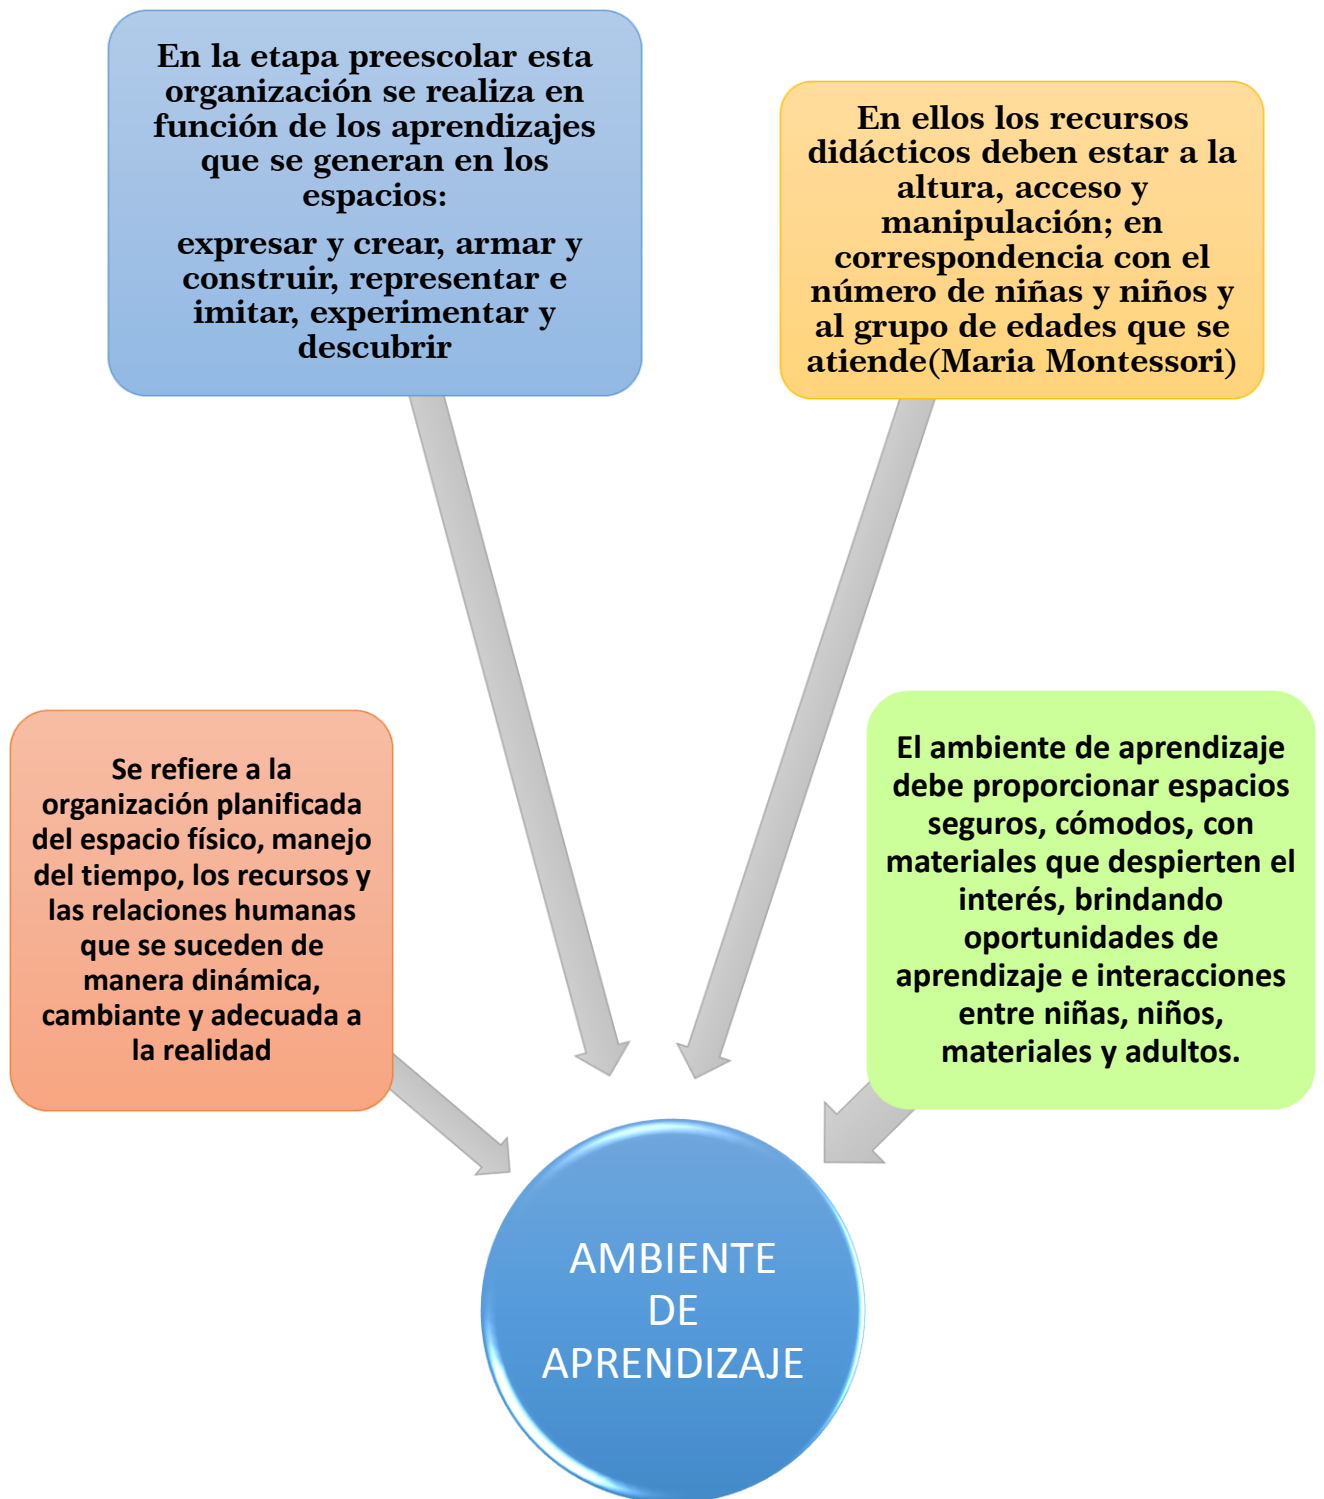 En la etapa preescolar esta
organización se realiza en
función de los aprendizajes
que se generan en los
espacios:
expresar y crear, armar y
construir, representar e
imitar, experimentar y
descubrir
En ellos los recursos
didácticos deben estar a la
altura, acceso y
manipulación; en
correspondencia con el
número de niñas y niños y
al grupo de edades que se
atiende(Maria Montessori)
Se refiere a la
organización planificada
del espacio físico, manejo
del tiempo, los recursos y
las relaciones humanas
que se suceden de
manera dinámica,
cambiante y adecuada a
la realidad
El ambiente de aprendizaje
debe proporcionar espacios
seguros, cómodos, con
materiales que despierten el
interés, brindando
oportunidades de
aprendizaje e interacciones
entre niñas, niños,
materiales y adultos.
AMBIENTE
DE
APRENDIZAJE